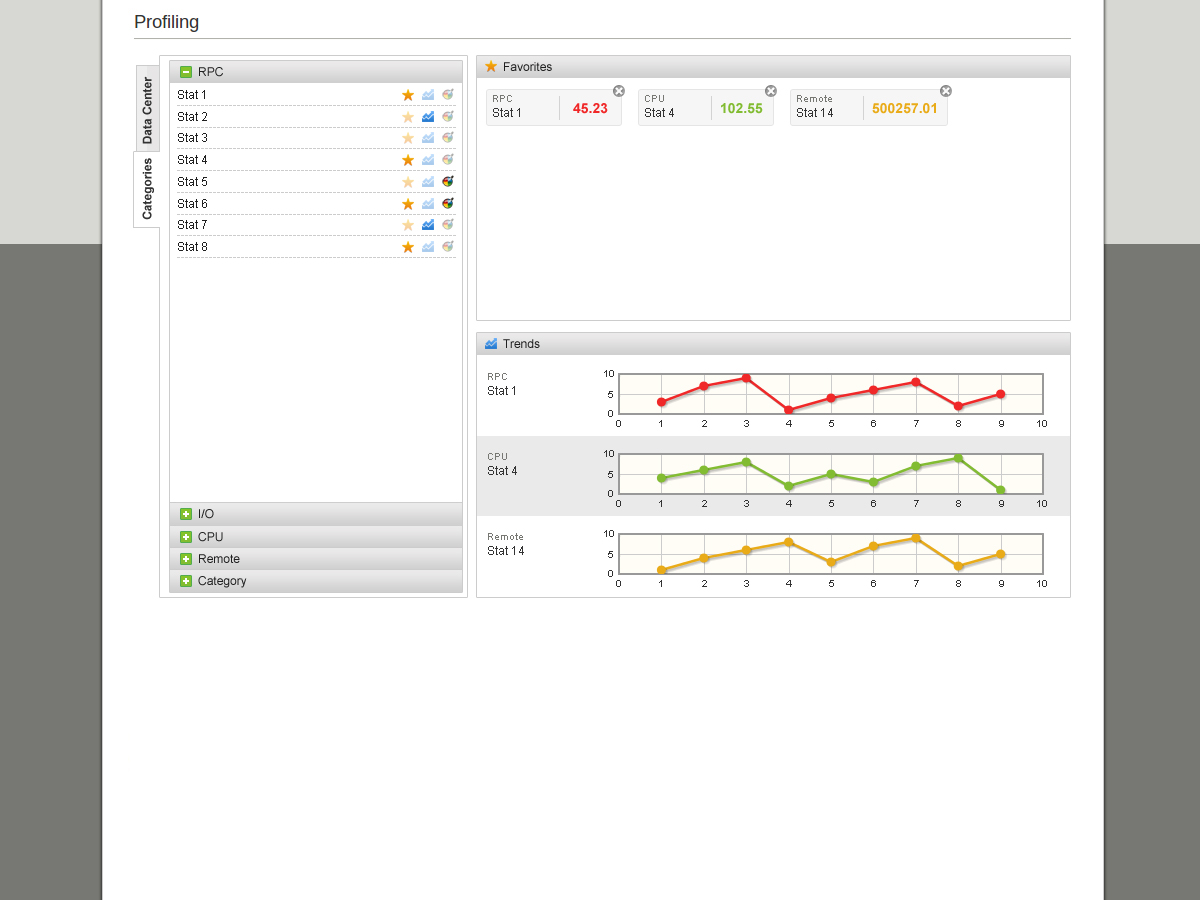 Profiling
Data Center
Categories
RPC
Stat 1
Stat 2
Stat 3
Stat 4
Stat 5
Stat 6
Stat 7
Stat 8
I/O
CPU
Remote
Category
Favorites
RPC
Stat 1
45.23
CPU
Stat 4
102.55
Remote
Stat 14
500257.01
Trends
RPC
Stat 1
10
5
0
0 1 2 3 4 5 6 7 8 9 10
CPU
Stat 4
10
5
0
0 1 2 3 4 5 6 7 8 9 10
Remote
Stat 14
10
5
0
0 1 2 3 4 5 6 7 8 9 10